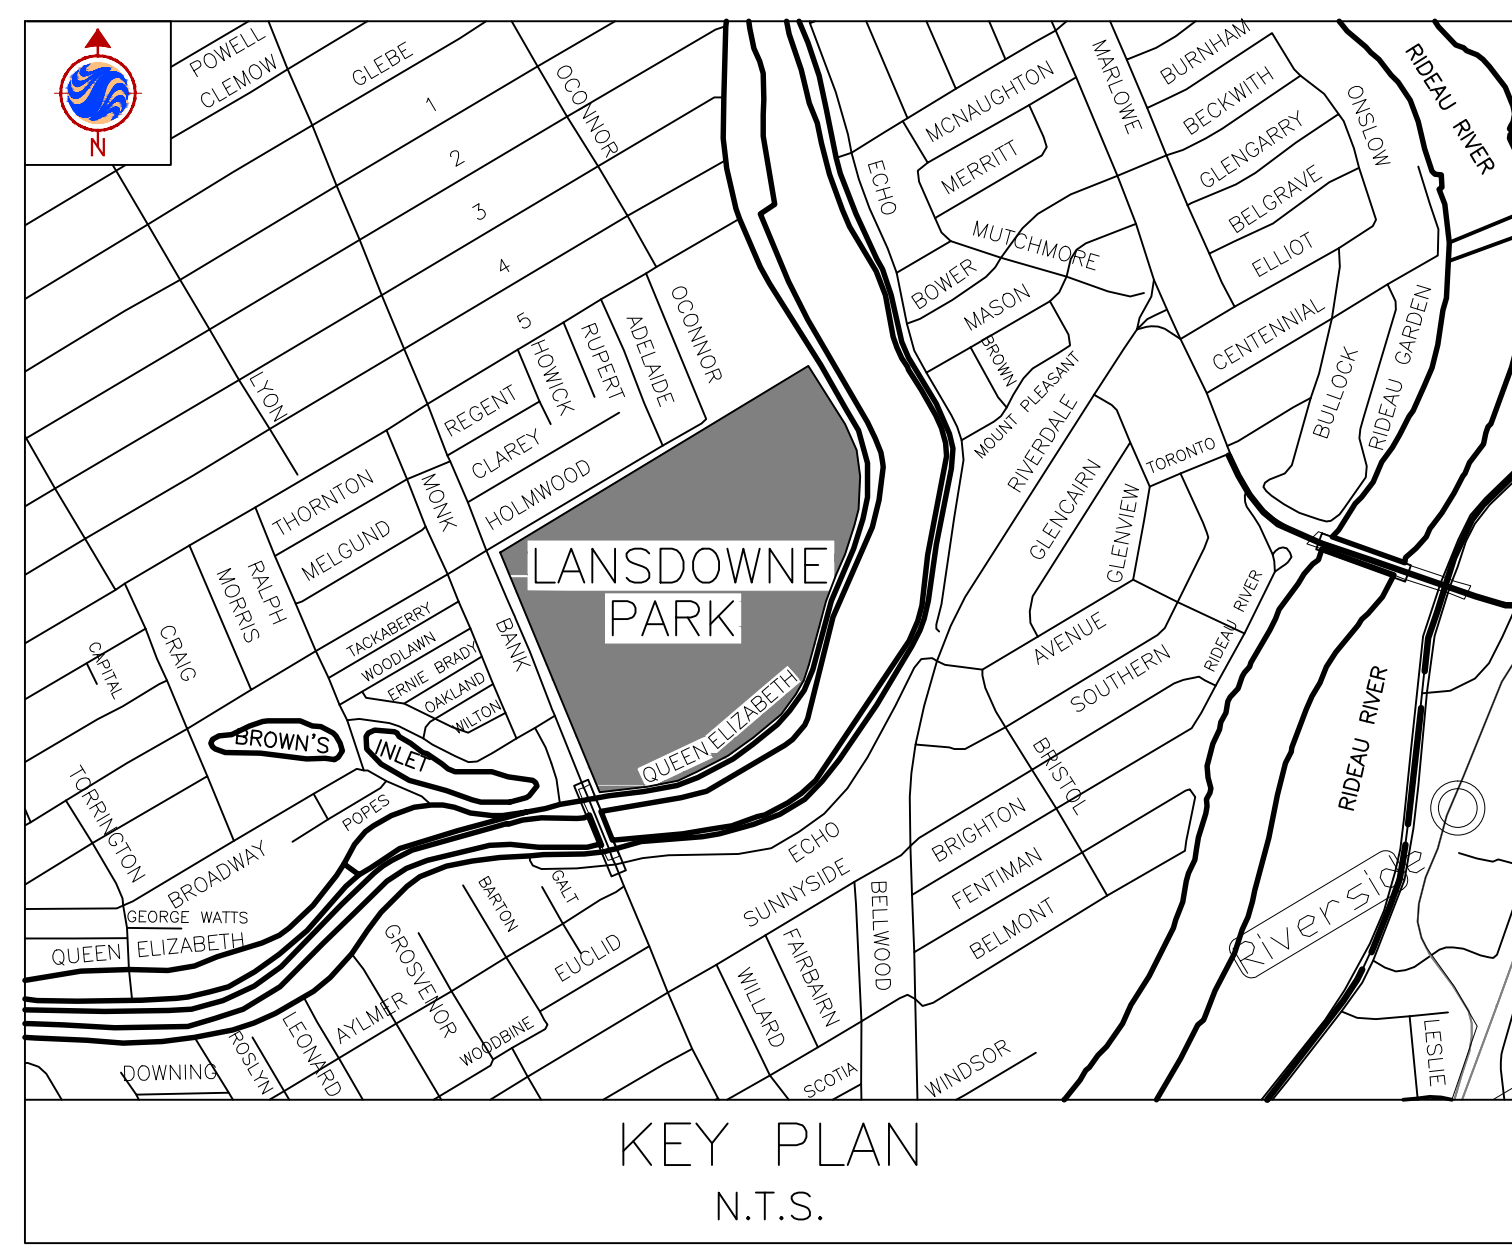 POWELL
CLEMOW
GLEBE
OCONNOR
1
2
3
4
5
N
LYON
MCNAUGHTON
MARLOWE
BURNHAM
BECKWITH
GLENGARRY
BELGRAVE
ELLIOT
ONSLOW
RIDEAU RIVER
ECHO
MERRITT
MUTCHMORE
BOWER
MASON
BROWN
MOUNT PLEASANT
RIVERDALE
CENTENNIAL
BULLOCK
RIDEAU GARDEN
TORONTO
GLENCAIRN
GLENVIEW
RIDEAU RIVER
AVENUE
SOUTHERN
OCONNOR
ADELAIDE
RUPERT
HOWICK
REGENT
CLAREY
HOLMWOOD
MONK
THORNTON
MELGUND
RALPH
MORRIS
CRAIG
CAPITAL
TACKABERRY
WOODLAWN
ERNIE BRADY
OAKLAND
WILTON
BANK
LANSDOWNE
PARK
QUEEN ELIZABETH
BROWN'S
INLET
TORRINGTON
POPES
BROADWAY
GEORGE WATTS
QUEEN ELIZABETH
DOWNING
ROSLYN
LEONARD
AYLMER
GROSVENOR
WOODBINE
BARTON
GALT
EUCLID
ECHO
SUNNYSIDE
WILLARD
FAIRBAIRN
BELLWOOD
SCOTIA
WINDSOR
BRISTOL
BRIGHTON
FENTIMAN
BELMONT
RIDEAU RIVER
Riverside
LESLIE
KEY PLAN
N.T.S.